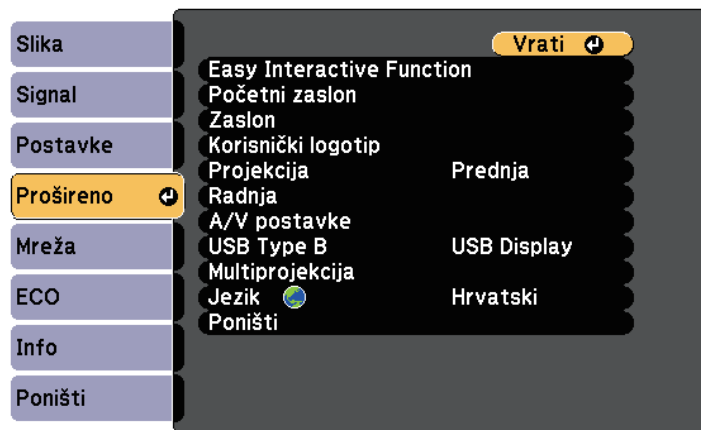 Slika
Signal
Postavke
Prošireno
Mreža
ECO
Info
Poništi
Vrati
Easy Interactive Function
Početni zaslon
Zaslon
Korisnički logotip
Projekcija Prednja
Radnja
A/V postavke
USB Type B USB Display
Multiprojekcija
Jezik Hrvatski
Poništi